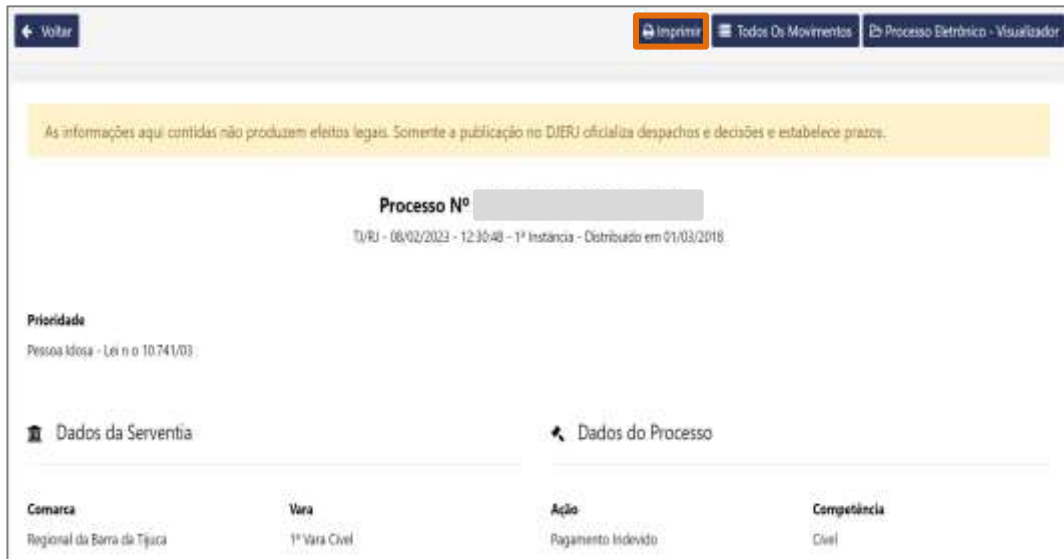 Voltar
Imprimir Todos Os Movimentos Processo Eletrônico - Visualizador
As informações aqui contidas não produzem efeitos legais. Somente a publicação no DJERJ oficializa despachos e decisões e estabelece prazos.
Processo Nº
TJ/RJ - 08/02/2023 - 12:30:48 - 1ª Instância - Distribuído em 01/03/2018
Prioridade
Pessoa Idosa - Lei n o 10.741/03
Dados da Serventia
Dados do Processo
Comarca Vara Ação Competência
Regional da Barra da Tijuca 1ª Vara Cível Pagamento Indevido Cível